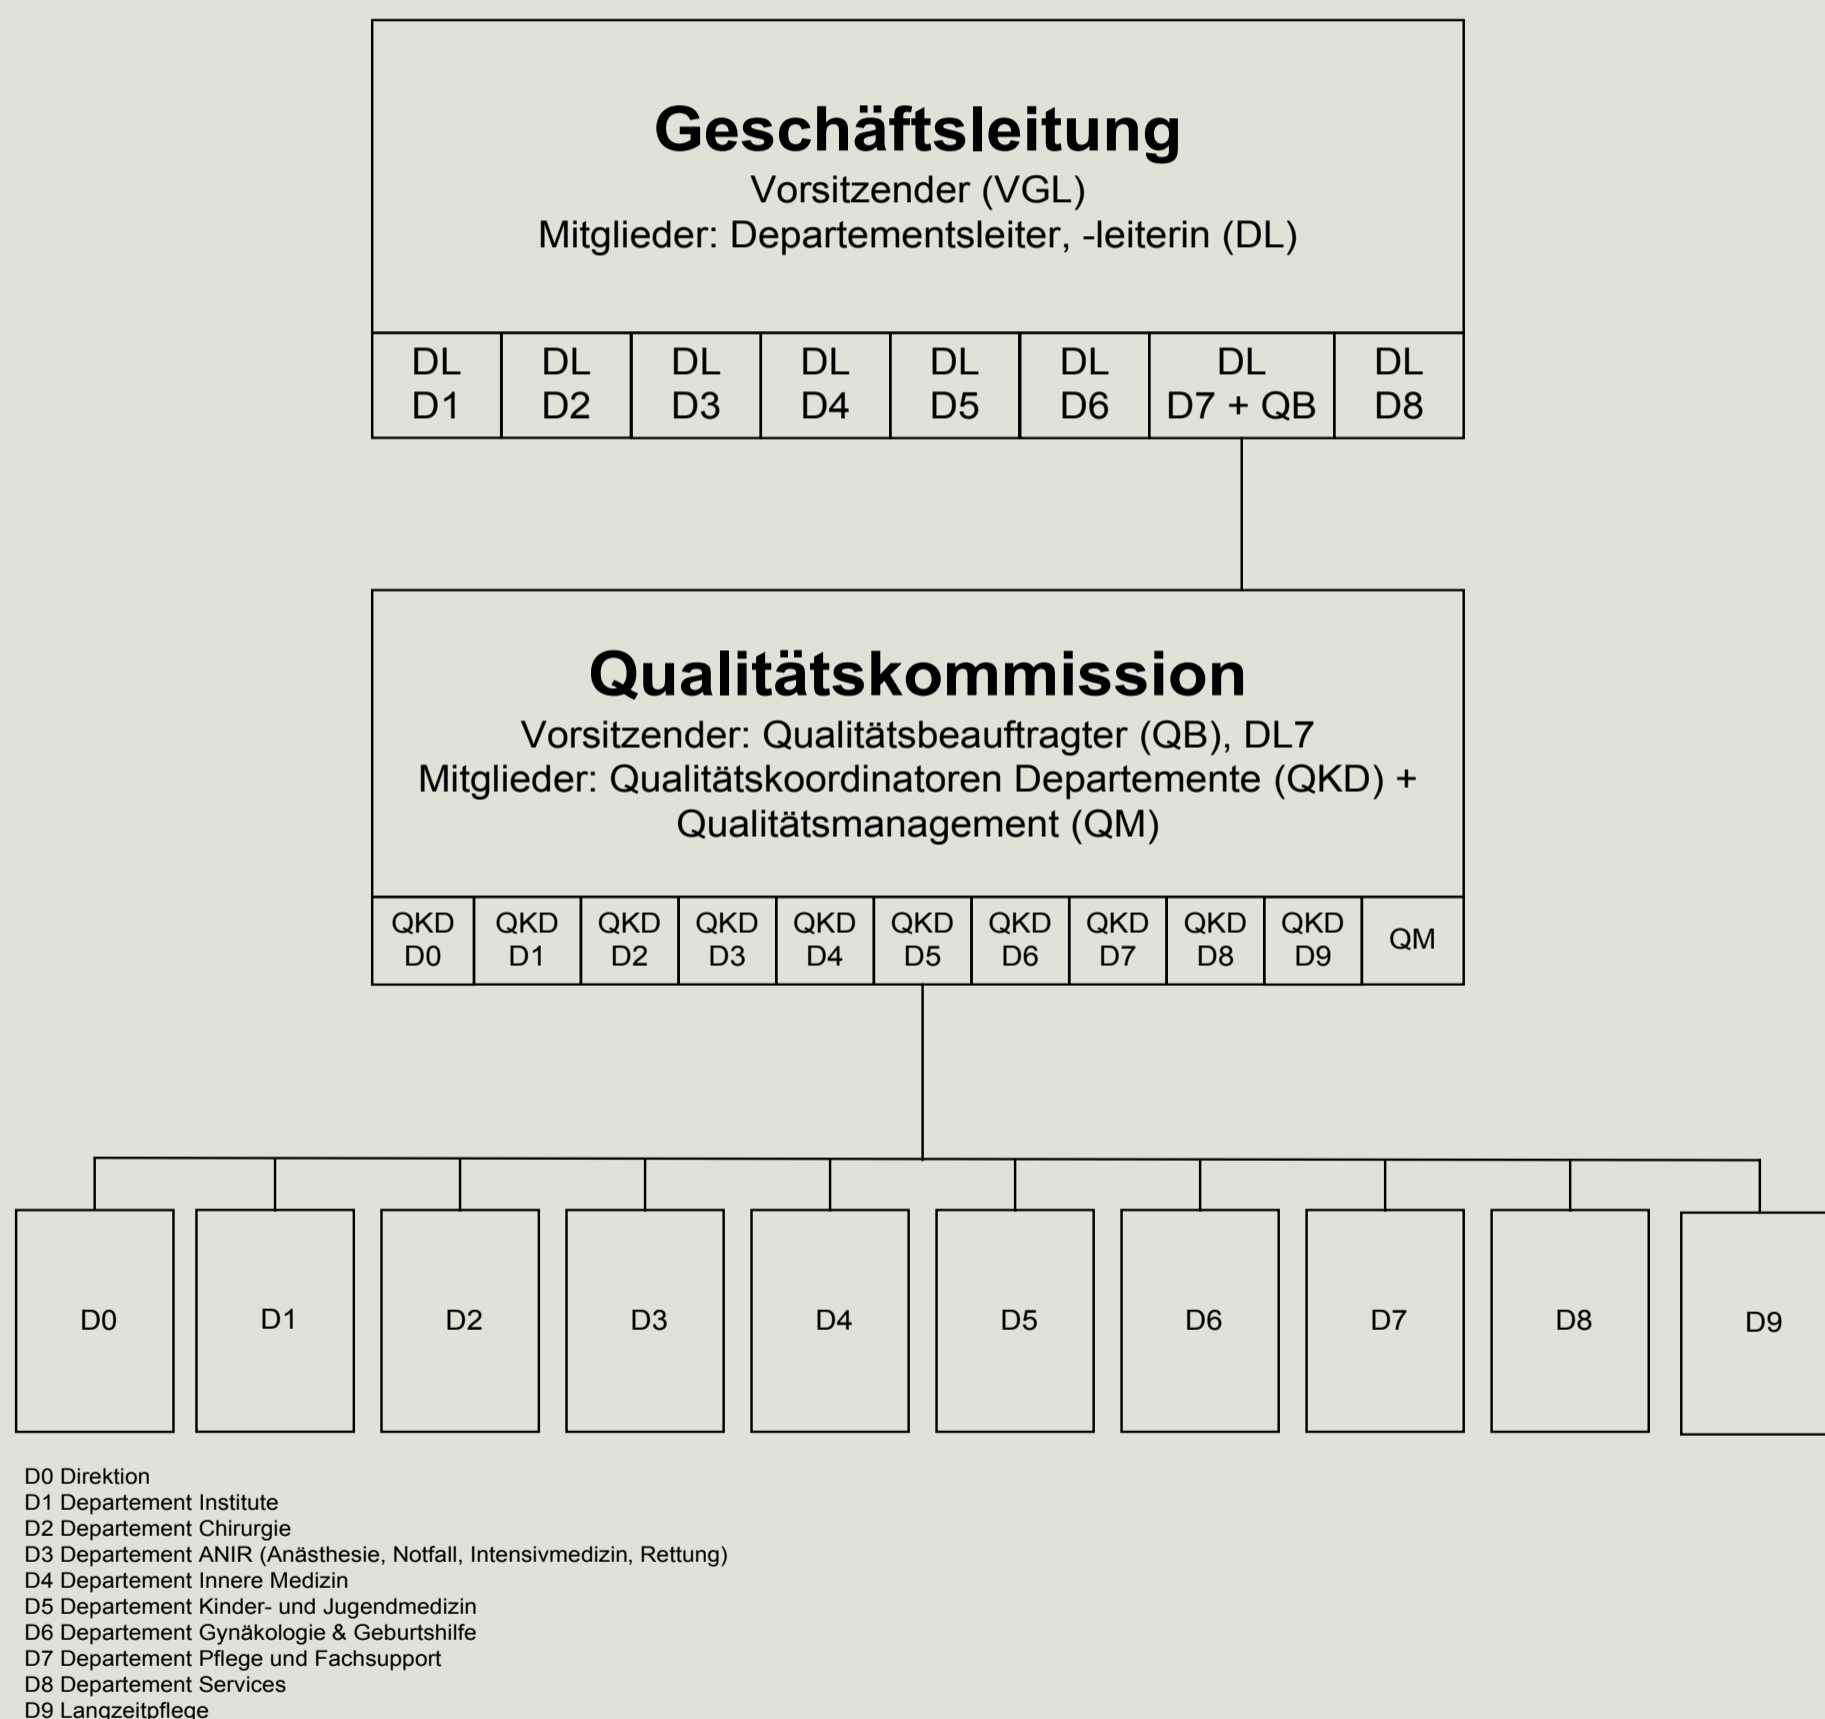 Geschäftsleitung
Vorsitzender (VGL)
Mitglieder: Departementsleiter, -leiterin (DL)
DL DL DL DL DL DL DL DL
D1 D2 D3 D4 D5 D6 D7 + QB D8
Qualitätskommission
Vorsitzender: Qualitätsbeauftragter (QB), DL7
Mitglieder: Qualitätskoordinatoren Departemente (QKD) +
Qualitätsmanagement (QM)
QKD QKD QKD QKD QKD QKD QKD QKD QKD QKD QM
D0 D1 D2 D3 D4 D5 D6 D7 D8 D9
D0 D1 D2 D3 D4 D5 D6 D7 D8 D9
D0 Direktion
D1 Departement Institute
D2 Departement Chirurgie
D3 Departement ANIR (Anästhesie, Notfall, Intensivmedizin, Rettung)
D4 Departement Innere Medizin
D5 Departement Kinder- und Jugendmedizin
D6 Departement Gynäkologie & Geburtshilfe
D7 Departement Pflege und Fachsupport
D8 Departement Services
D9 Langzeitpflege